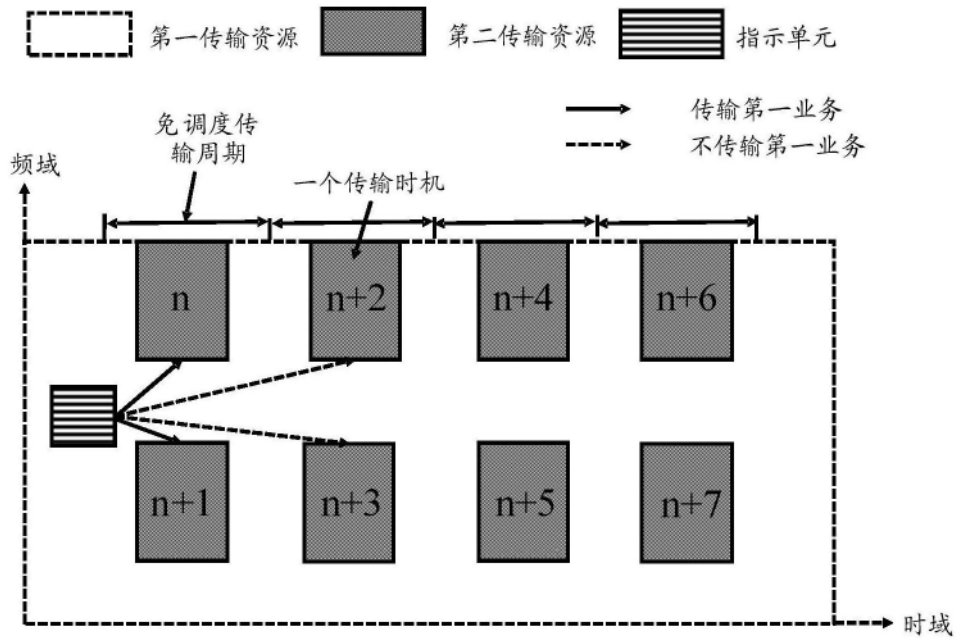 第一传输资源
第二传输资源
指示单元
传输第一业务
不传输第一业务
免调度传
输周期
频域
一个传输时机
n
n+2
n+4
n+6
n+1
n+3
n+5
n+7
时域